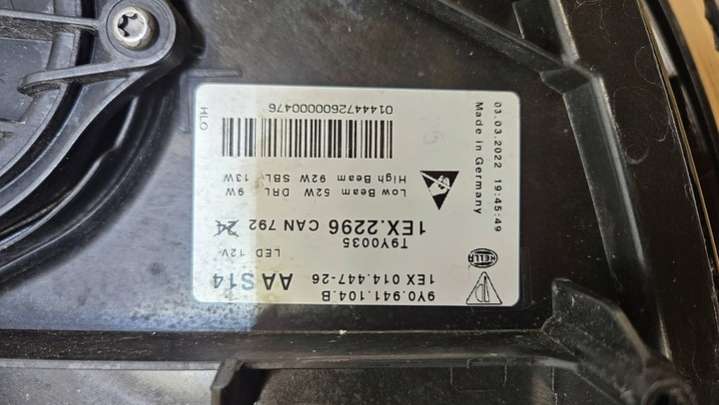 9Y0.941.104.B
1EX 014.447-26
AAS14
LED 12V
T9Y0035
1EX.2296 CAN 792 24
Low Beam 52W DRL 9W
High Beam 92W SBL 13W
01444726000000476
HELLA
Made in Germany
03.03.2022 19:45:49